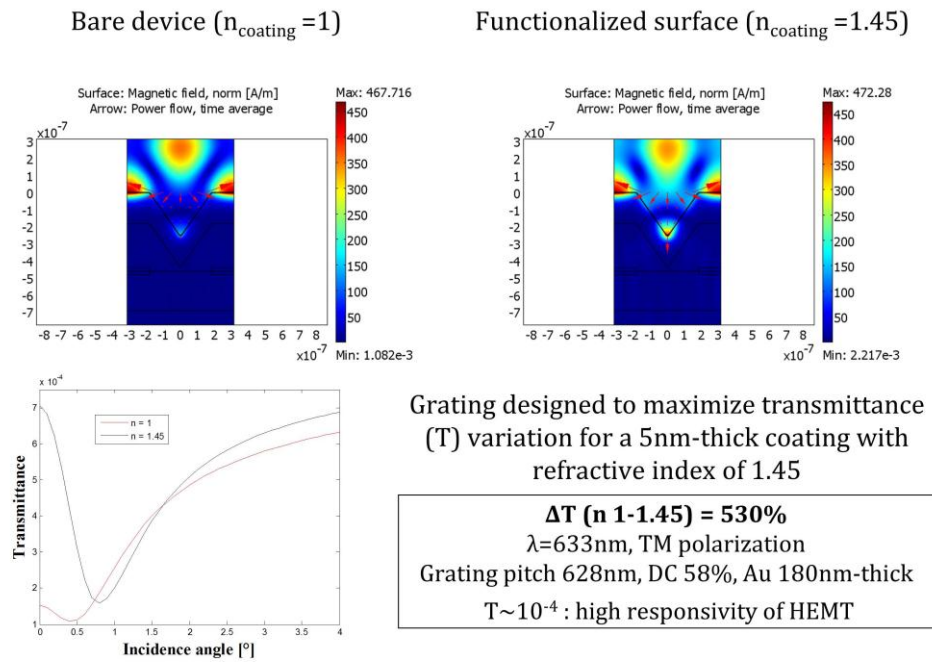 Bare device (n_coating =1)
Functionalized surface (n_coating =1.45)
Surface: Magnetic field, norm [A/m]
Arrow: Power flow, time average
Max: 467.716
x10^-7
3
2
1
0
-1
-2
-3
-4
-5
-6
-7
-8 -7 -6 -5 -4 -3 -2 -1 0 1 2 3 4 5 6 7 8
x10^-7
450
400
350
300
250
200
150
100
50
Min: 1.082e-3
Surface: Magnetic field, norm [A/m]
Arrow: Power flow, time average
Max: 472.28
x10^-7
3
2
1
0
-1
-2
-3
-4
-5
-6
-7
-8 -7 -6 -5 -4 -3 -2 -1 0 1 2 3 4 5 6 7 8
x10^-7
450
400
350
300
250
200
150
100
50
Min: 2.217e-3
x 10^-4
7
6
5
4
3
2
1
Transmittance
n = 1
n = 1.45
0 0.5 1 1.5 2 2.5 3 3.5 4
Incidence angle [°]
Grating designed to maximize transmittance
(T) variation for a 5nm-thick coating with
refractive index of 1.45
ΔT (n 1-1.45) = 530%
λ=633nm, TM polarization
Grating pitch 628nm, DC 58%, Au 180nm-thick
T~10^-4 : high responsivity of HEMT